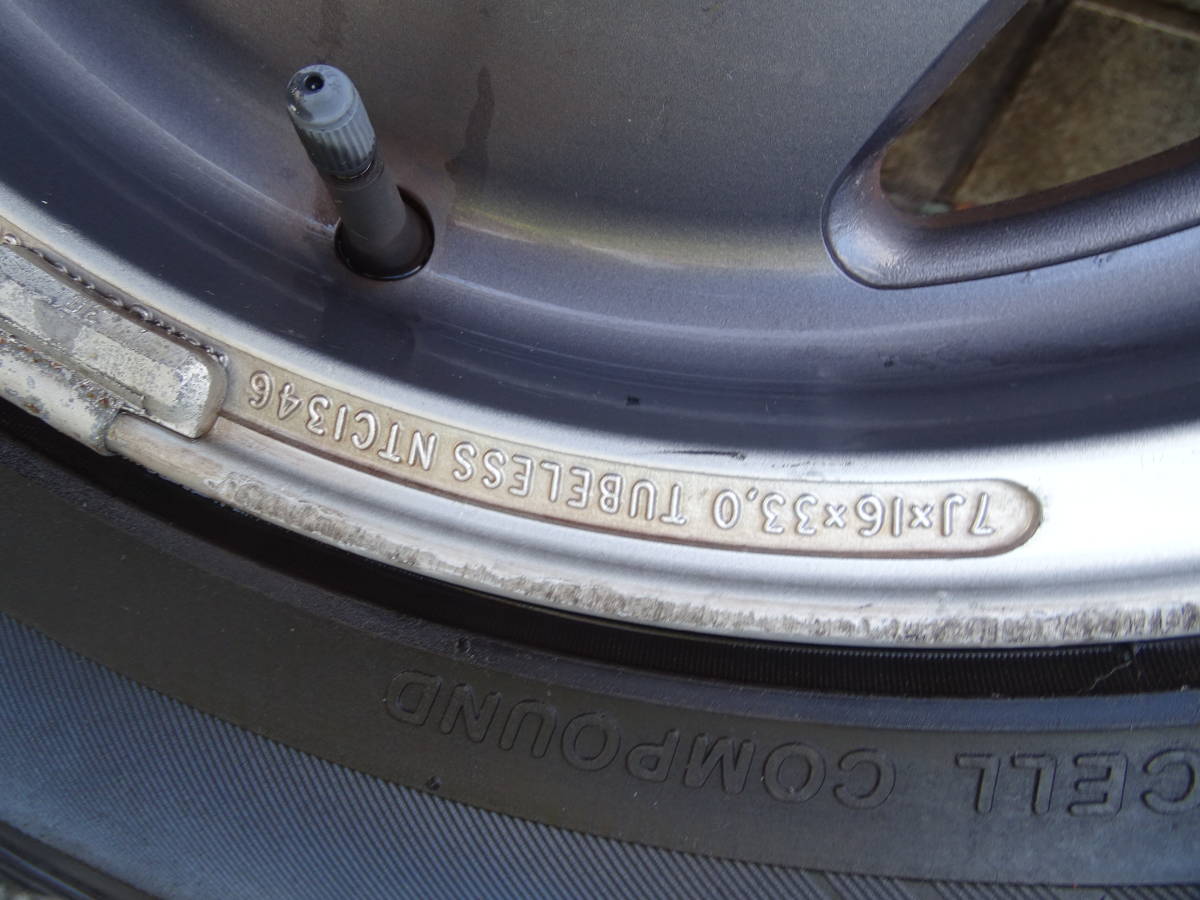 7J×16×33.0 TUBELESS NTC1346
CELL COMPOUND